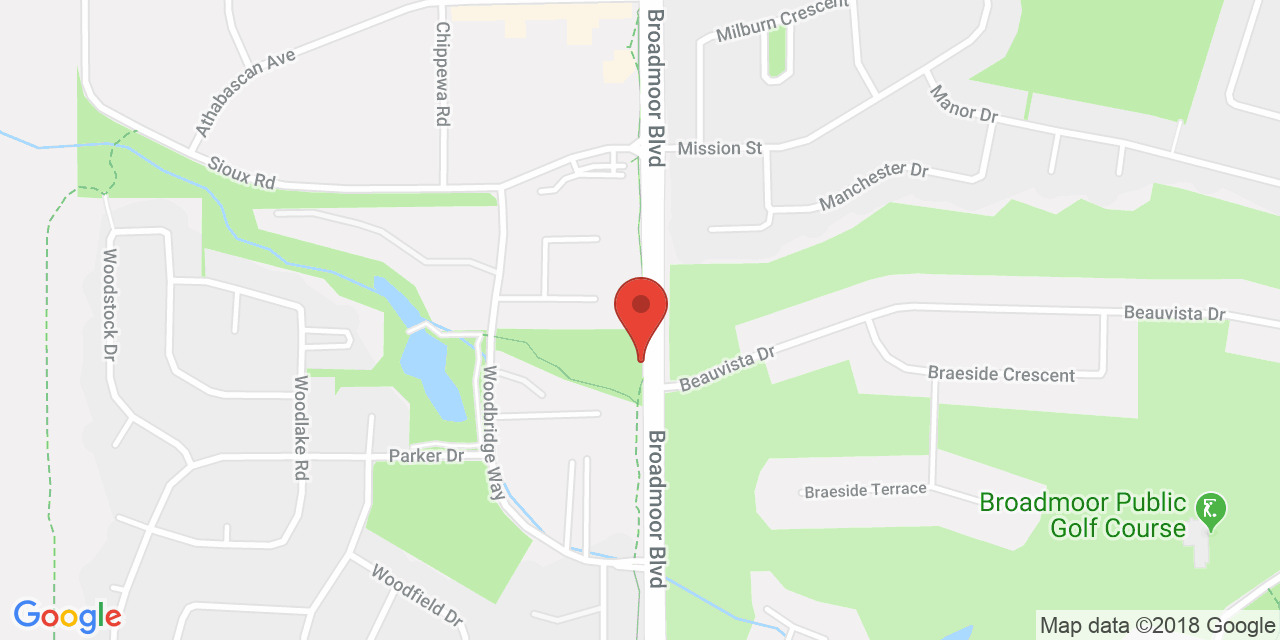 Broadmoor Blvd
Milburn Crescent
Chippewa Rd
Athabascan Ave
Manor Dr
Mission St
Sioux Rd
Manchester Dr
Woodstock Dr
Beauvista Dr
Beauvista Dr
Braeside Crescent
Woodlake Rd
Woodbridge Way
Parker Dr
Broadmoor Blvd
Braeside Terrace
Broadmoor Public
Golf Course
Woodfield Dr
Google
Map data ©2018 Google